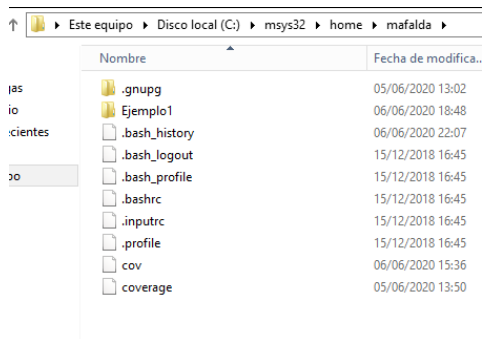 Este equipo Disco local (C:) msys32 home mafalda
Nombre Fecha de modifica...
.gnupg 05/06/2020 13:02
gas
Ejemplo1 06/06/2020 18:48
io
.bash_history 06/06/2020 22:07
ecientes
.bash_logout 15/12/2018 16:45
.bash_profile 15/12/2018 16:45
po
.bashrc 15/12/2018 16:45
.inputrc 15/12/2018 16:45
.profile 15/12/2018 16:45
cov 06/06/2020 15:36
coverage 05/06/2020 13:50